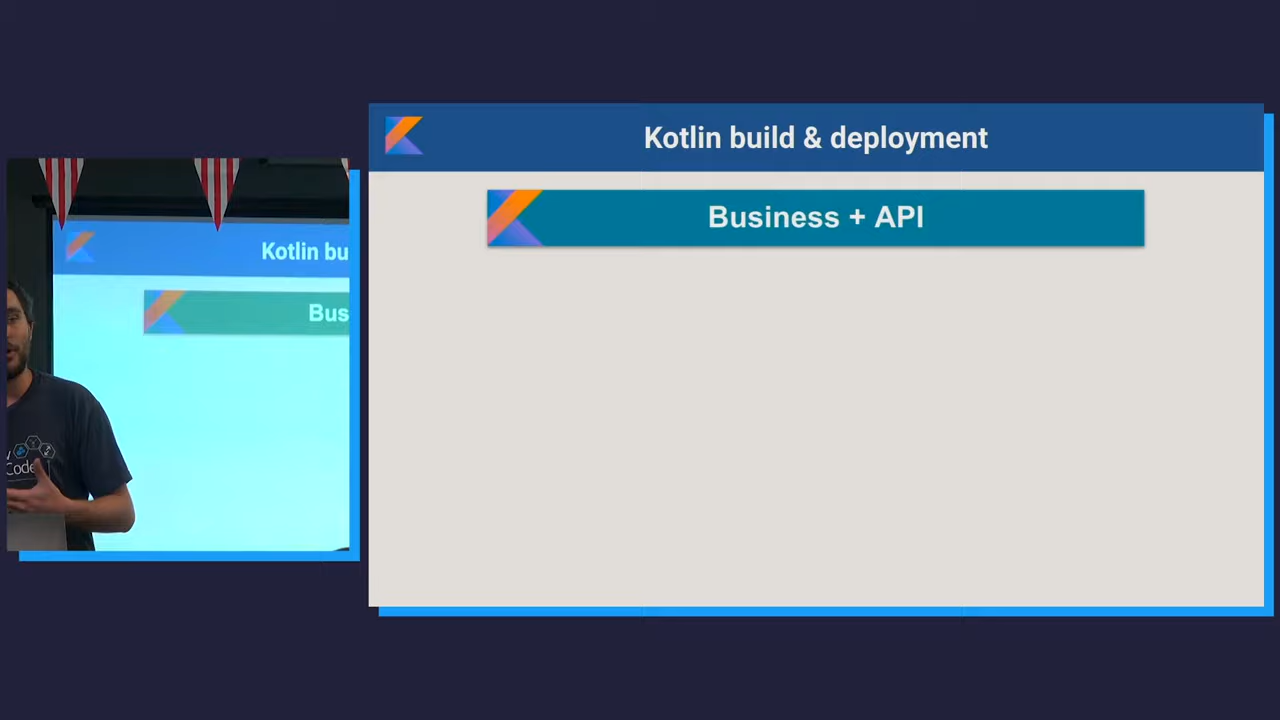 Kotlin build & deployment
Business + API
Kotlin bu
Bus
Code